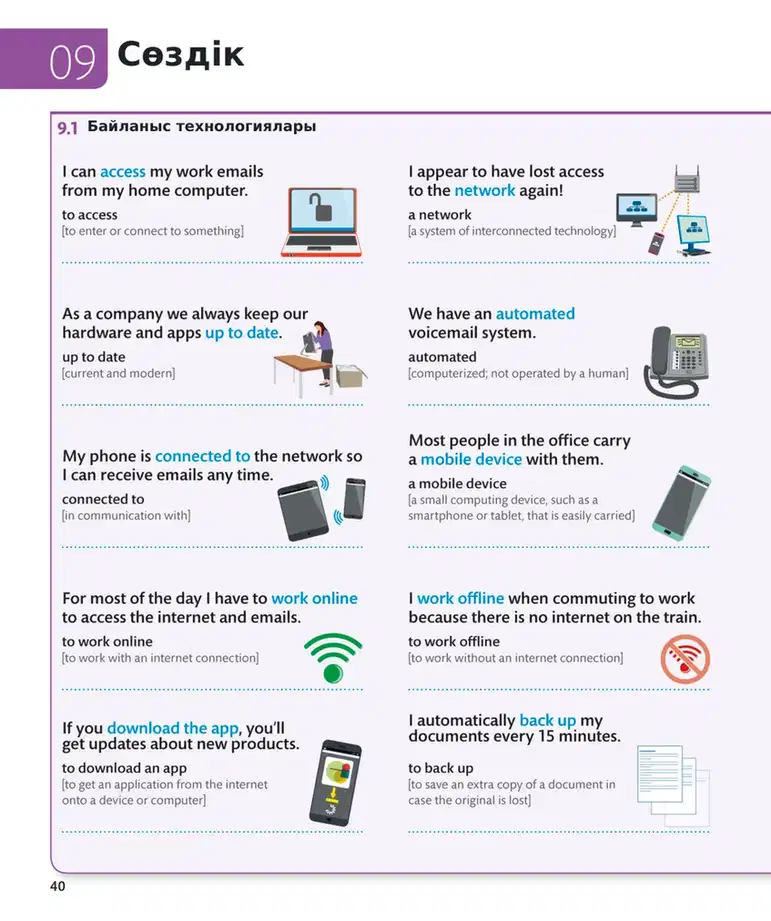 09 Сөздік
9.1 Байланыс технологиялары
I can access my work emails
from my home computer.
to access
[to enter or connect to something]
I appear to have lost access
to the network again!
a network
[a system of interconnected technology]
As a company we always keep our
hardware and apps up to date.
up to date
[current and modern]
We have an automated
voicemail system.
automated
[computerized; not operated by a human]
My phone is connected to the network so
I can receive emails any time.
connected to
[in communication with]
Most people in the office carry
a mobile device with them.
a mobile device
[a small computing device, such as a
smartphone or tablet, that is easily carried]
For most of the day I have to work online
to access the internet and emails.
to work online
[to work with an internet connection]
I work offline when commuting to work
because there is no internet on the train.
to work offline
[to work without an internet connection]
If you download the app, you’ll
get updates about new products.
to download an app
[to get an application from the internet
onto a device or computer]
I automatically back up my
documents every 15 minutes.
to back up
[to save an extra copy of a document in
case the original is lost]
40